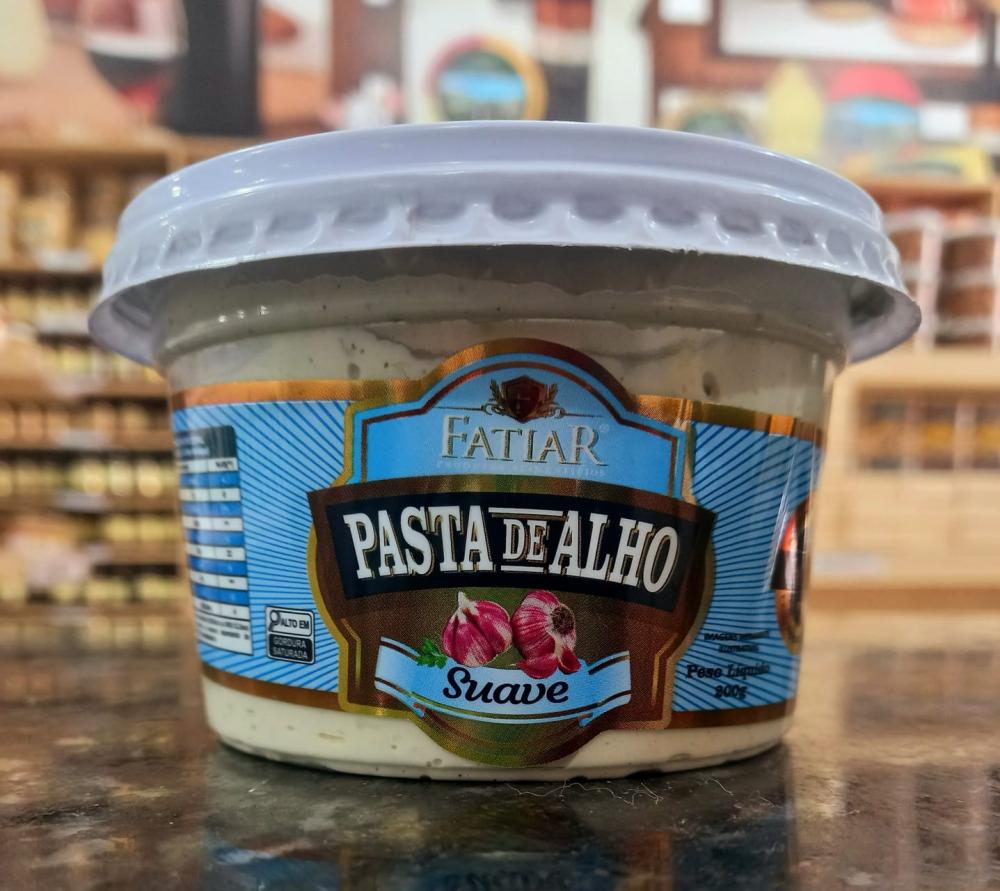 FATIAR®
PASTA DE ALHO
Suave
ALTO EM
GORDURA
SATURADA
Peso Líquido
200g